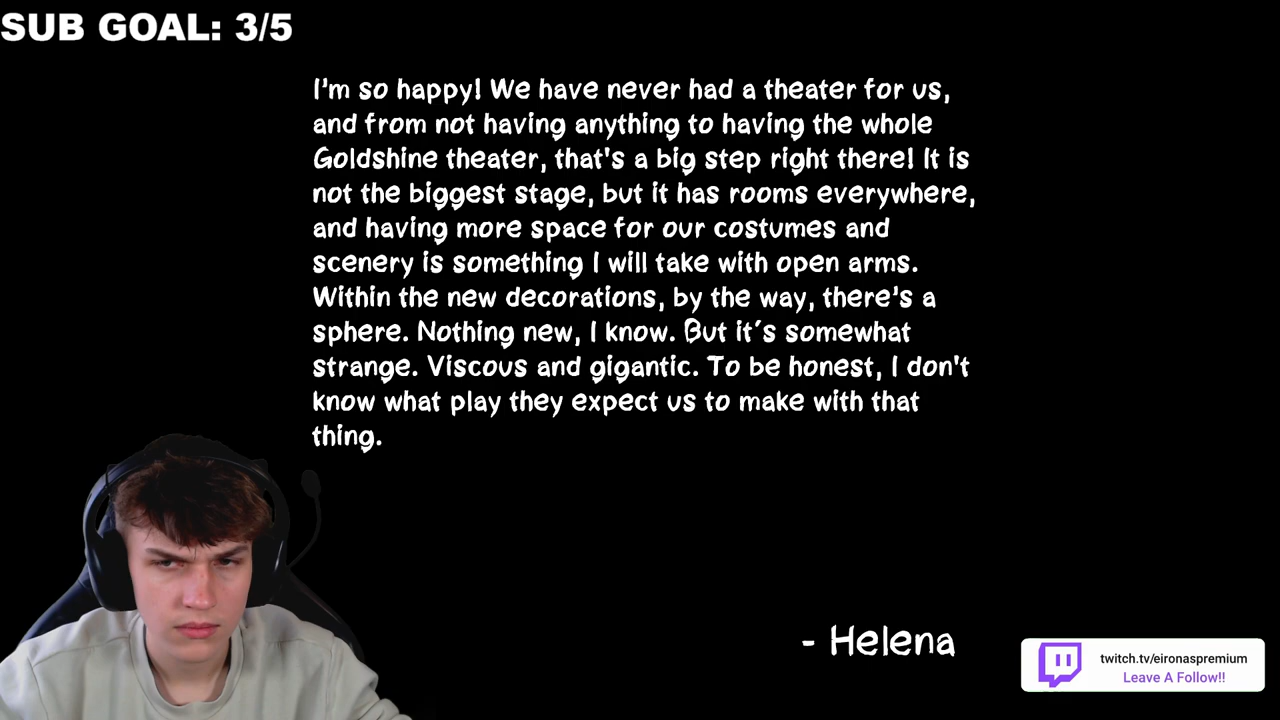 SUB GOAL: 3/5
I'm so happy! We have never had a theater for us,
and from not having anything to having the whole
Goldshine theater, that's a big step right there! It is
not the biggest stage, but it has rooms everywhere,
and having more space for our costumes and
scenery is something I will take with open arms.
Within the new decorations, by the way, there's a
sphere. Nothing new, I know. But it´s somewhat
strange. Viscous and gigantic. To be honest, I don't
know what play they expect us to make with that
thing.
- Helena
twitch.tv/eironaspremium
Leave A Follow!!